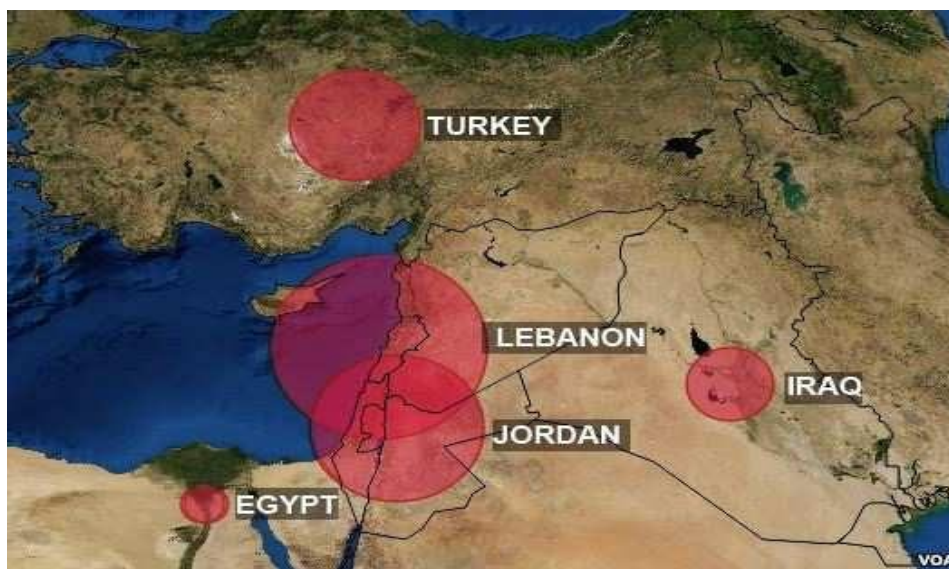 TURKEY
LEBANON
IRAQ
JORDAN
EGYPT
VOA